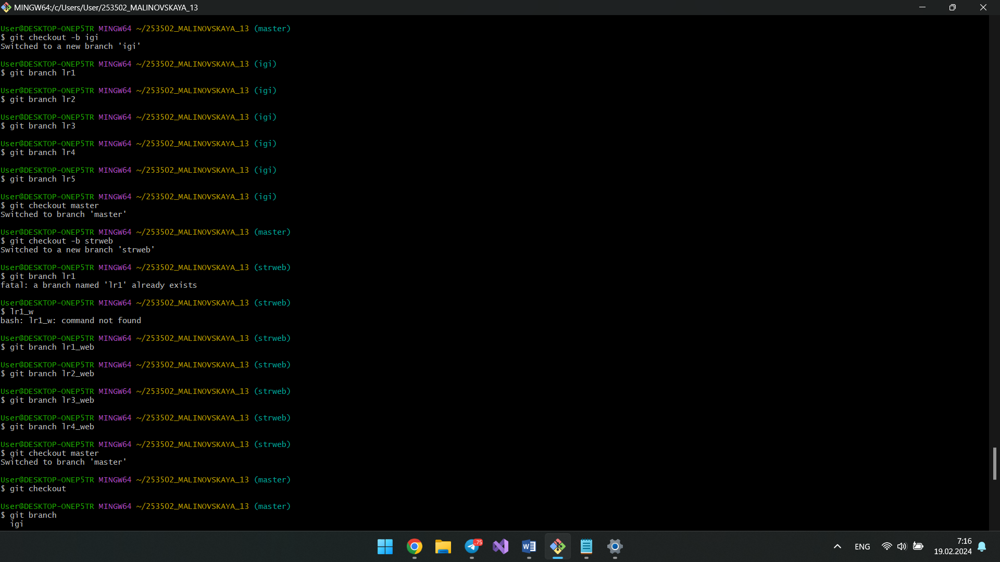 MINGW64:/c/Users/User/253502_MALINOVSKAYA_13
User@DESKTOP-ONEP5TR MINGW64 ~/253502_MALINOVSKAYA_13 (master)
$ git checkout -b igi
Switched to a new branch 'igi'
User@DESKTOP-ONEP5TR MINGW64 ~/253502_MALINOVSKAYA_13 (igi)
$ git branch lr1
User@DESKTOP-ONEP5TR MINGW64 ~/253502_MALINOVSKAYA_13 (igi)
$ git branch lr2
User@DESKTOP-ONEP5TR MINGW64 ~/253502_MALINOVSKAYA_13 (igi)
$ git branch lr3
User@DESKTOP-ONEP5TR MINGW64 ~/253502_MALINOVSKAYA_13 (igi)
$ git branch lr4
User@DESKTOP-ONEP5TR MINGW64 ~/253502_MALINOVSKAYA_13 (igi)
$ git branch lr5
User@DESKTOP-ONEP5TR MINGW64 ~/253502_MALINOVSKAYA_13 (igi)
$ git checkout master
Switched to branch 'master'
User@DESKTOP-ONEP5TR MINGW64 ~/253502_MALINOVSKAYA_13 (master)
$ git checkout -b strweb
Switched to a new branch 'strweb'
User@DESKTOP-ONEP5TR MINGW64 ~/253502_MALINOVSKAYA_13 (strweb)
$ git branch lr1
fatal: a branch named 'lr1' already exists
User@DESKTOP-ONEP5TR MINGW64 ~/253502_MALINOVSKAYA_13 (strweb)
$ lr1_w
bash: lr1_w: command not found
User@DESKTOP-ONEP5TR MINGW64 ~/253502_MALINOVSKAYA_13 (strweb)
$ git branch lr1_web
User@DESKTOP-ONEP5TR MINGW64 ~/253502_MALINOVSKAYA_13 (strweb)
$ git branch lr2_web
User@DESKTOP-ONEP5TR MINGW64 ~/253502_MALINOVSKAYA_13 (strweb)
$ git branch lr3_web
User@DESKTOP-ONEP5TR MINGW64 ~/253502_MALINOVSKAYA_13 (strweb)
$ git branch lr4_web
User@DESKTOP-ONEP5TR MINGW64 ~/253502_MALINOVSKAYA_13 (strweb)
$ git checkout master
Switched to branch 'master'
User@DESKTOP-ONEP5TR MINGW64 ~/253502_MALINOVSKAYA_13 (master)
$ git checkout
User@DESKTOP-ONEP5TR MINGW64 ~/253502_MALINOVSKAYA_13 (master)
$ git branch
igi
..75
W
ENG
7:16
19.02.2024